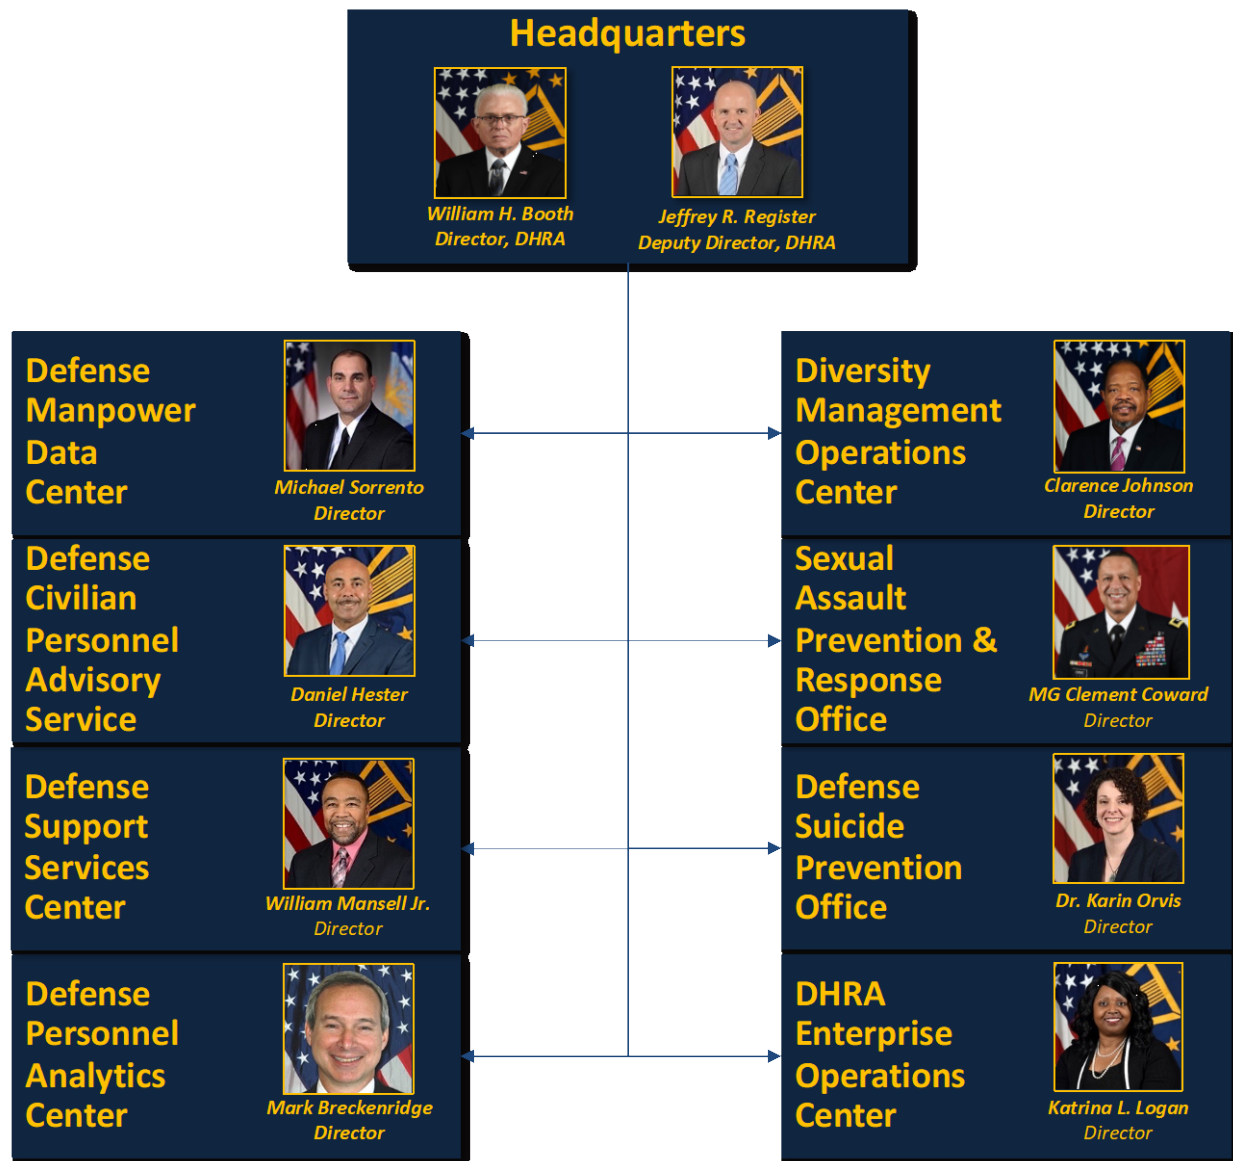 Headquarters
William H. Booth
Director, DHRA
Jeffrey R. Register
Deputy Director, DHRA
Defense
Manpower
Data
Center
Michael Sorrento
Director
Diversity
Management
Operations
Center
Clarence Johnson
Director
Defense
Civilian
Personnel
Advisory
Service
Daniel Hester
Director
Sexual
Assault
Prevention &
Response
Office
MG Clement Coward
Director
Defense
Support
Services
Center
William Mansell Jr.
Director
Defense
Suicide
Prevention
Office
Dr. Karin Orvis
Director
Defense
Personnel
Analytics
Center
Mark Breckenridge
Director
DHRA
Enterprise
Operations
Center
Katrina L. Logan
Director